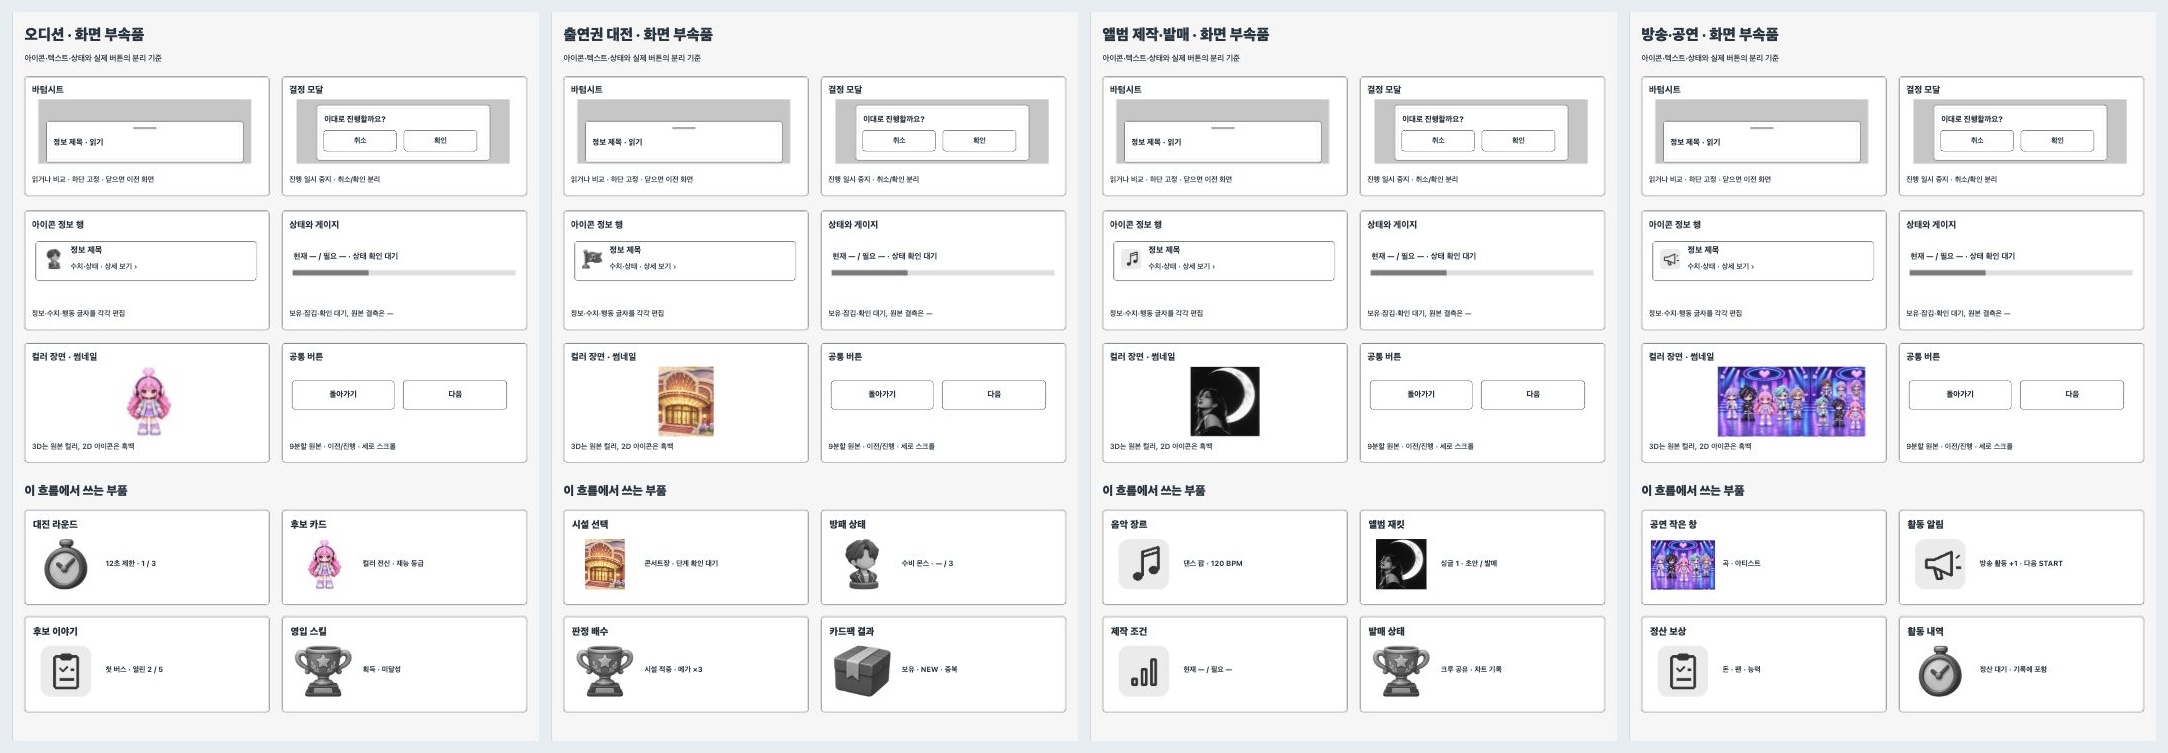 오디션 · 화면 부속품
아이콘·텍스트·상태와 실제 버튼의 분리 기준
바텀시트
정보 제목 · 읽기
읽거나 비교 · 하단 고정 · 닫으면 이전 화면
결정 모달
이대로 진행할까요?
취소
확인
진행 일시 중지 · 취소/확인 분리
아이콘 정보 행
정보 제목
수치·상태 · 상세 보기 ›
정보·수치·행동 글자를 각각 편집
상태와 게이지
현재 — / 필요 — · 상태 확인 대기
보유·잠김·확인 대기, 원본 결측은 —
컬러 장면 · 썸네일
3D는 원본 컬러, 2D 아이콘은 흑백
공통 버튼
돌아가기
다음
9분할 원본 · 이전/진행 · 세로 스크롤
이 흐름에서 쓰는 부품
대진 라운드
12초 제한 · 1 / 3
후보 카드
컬러 전신 · 재능 등급
후보 이야기
첫 버스 · 열린 2 / 5
영입 스킬
획득 · 미달성
출연권 대전 · 화면 부속품
아이콘·텍스트·상태와 실제 버튼의 분리 기준
바텀시트
정보 제목 · 읽기
읽거나 비교 · 하단 고정 · 닫으면 이전 화면
결정 모달
이대로 진행할까요?
취소
확인
진행 일시 중지 · 취소/확인 분리
아이콘 정보 행
정보 제목
수치·상태 · 상세 보기 ›
정보·수치·행동 글자를 각각 편집
상태와 게이지
현재 — / 필요 — · 상태 확인 대기
보유·잠김·확인 대기, 원본 결측은 —
컬러 장면 · 썸네일
3D는 원본 컬러, 2D 아이콘은 흑백
공통 버튼
돌아가기
다음
9분할 원본 · 이전/진행 · 세로 스크롤
이 흐름에서 쓰는 부품
시설 선택
콘서트장 · 단계 확인 대기
방패 상태
수비 몬스 · — / 3
판정 배수
시설 적중 · 메가 ×3
카드팩 결과
보유 · NEW · 중복
앨범 제작·발매 · 화면 부속품
아이콘·텍스트·상태와 실제 버튼의 분리 기준
바텀시트
정보 제목 · 읽기
읽거나 비교 · 하단 고정 · 닫으면 이전 화면
결정 모달
이대로 진행할까요?
취소
확인
진행 일시 중지 · 취소/확인 분리
아이콘 정보 행
정보 제목
수치·상태 · 상세 보기 ›
정보·수치·행동 글자를 각각 편집
상태와 게이지
현재 — / 필요 — · 상태 확인 대기
보유·잠김·확인 대기, 원본 결측은 —
컬러 장면 · 썸네일
3D는 원본 컬러, 2D 아이콘은 흑백
공통 버튼
돌아가기
다음
9분할 원본 · 이전/진행 · 세로 스크롤
이 흐름에서 쓰는 부품
음악 장르
댄스 팝 · 120 BPM
앨범 재킷
싱글 1 · 초안 / 발매
제작 조건
현재 — / 필요 —
발매 상태
크루 공유 · 차트 기록
방송·공연 · 화면 부속품
아이콘·텍스트·상태와 실제 버튼의 분리 기준
바텀시트
정보 제목 · 읽기
읽거나 비교 · 하단 고정 · 닫으면 이전 화면
결정 모달
이대로 진행할까요?
취소
확인
진행 일시 중지 · 취소/확인 분리
아이콘 정보 행
정보 제목
수치·상태 · 상세 보기 ›
정보·수치·행동 글자를 각각 편집
상태와 게이지
현재 — / 필요 — · 상태 확인 대기
보유·잠김·확인 대기, 원본 결측은 —
컬러 장면 · 썸네일
3D는 원본 컬러, 2D 아이콘은 흑백
공통 버튼
돌아가기
다음
9분할 원본 · 이전/진행 · 세로 스크롤
이 흐름에서 쓰는 부품
공연 작은 창
곡 · 아티스트
활동 알림
방송 활동 +1 · 다음 START
정산 보상
돈 · 팬 · 능력
활동 내역
정산 대기 · 기록에 포함